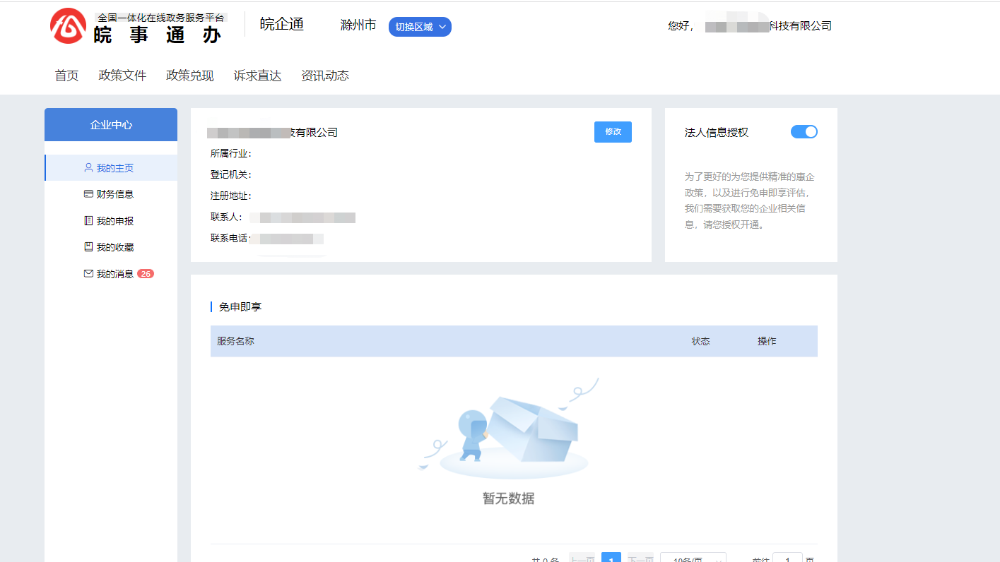 全国一体化在线政务服务平台
皖事通办
皖企通
滁州市
切换区域
您好，
科技有限公司
首页 政策文件 政策兑现 诉求直达 资讯动态
企业中心
我的主页
财务信息
我的申报
我的收藏
我的消息 26
技有限公司
修改
所属行业：
登记机关：
注册地址：
联系人：
联系电话：
法人信息授权
为了更好的为您提供精准的惠企
政策，以及进行免申即享评估，
我们需要获取您的企业相关信
息，请您授权开通。
免申即享
服务名称 状态 操作
暂无数据
共 0 条 上一页 1 下一页 10条/页 前往 1 页